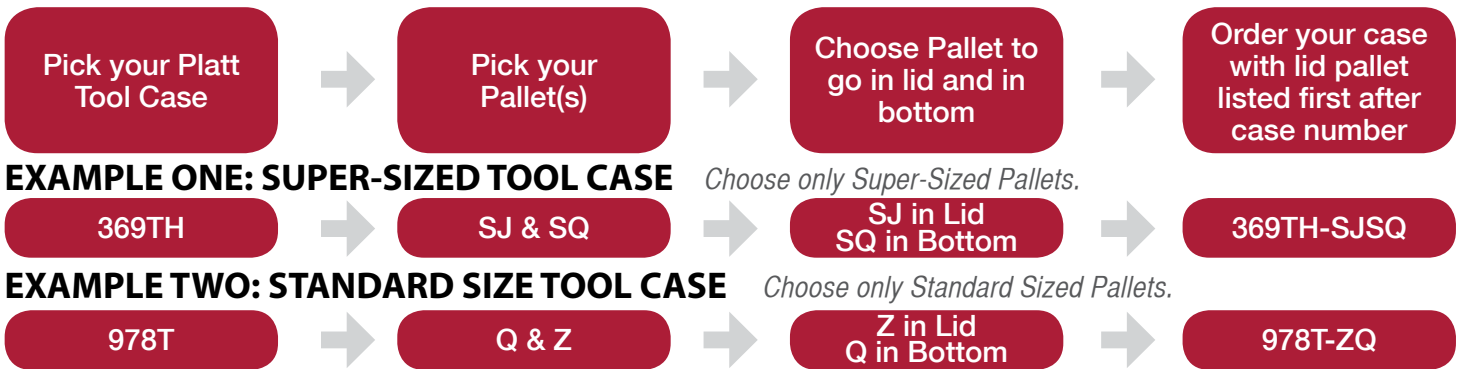 Pick your Platt
Tool Case
Pick your
Pallet(s)
Choose Pallet to
go in lid and in
bottom
Order your case
with lid pallet
listed first after
case number
EXAMPLE ONE: SUPER-SIZED TOOL CASE Choose only Super-Sized Pallets.
369TH
SJ & SQ
SJ in Lid
SQ in Bottom
369TH-SJSQ
EXAMPLE TWO: STANDARD SIZE TOOL CASE Choose only Standard Sized Pallets.
978T
Q & Z
Z in Lid
Q in Bottom
978T-ZQ